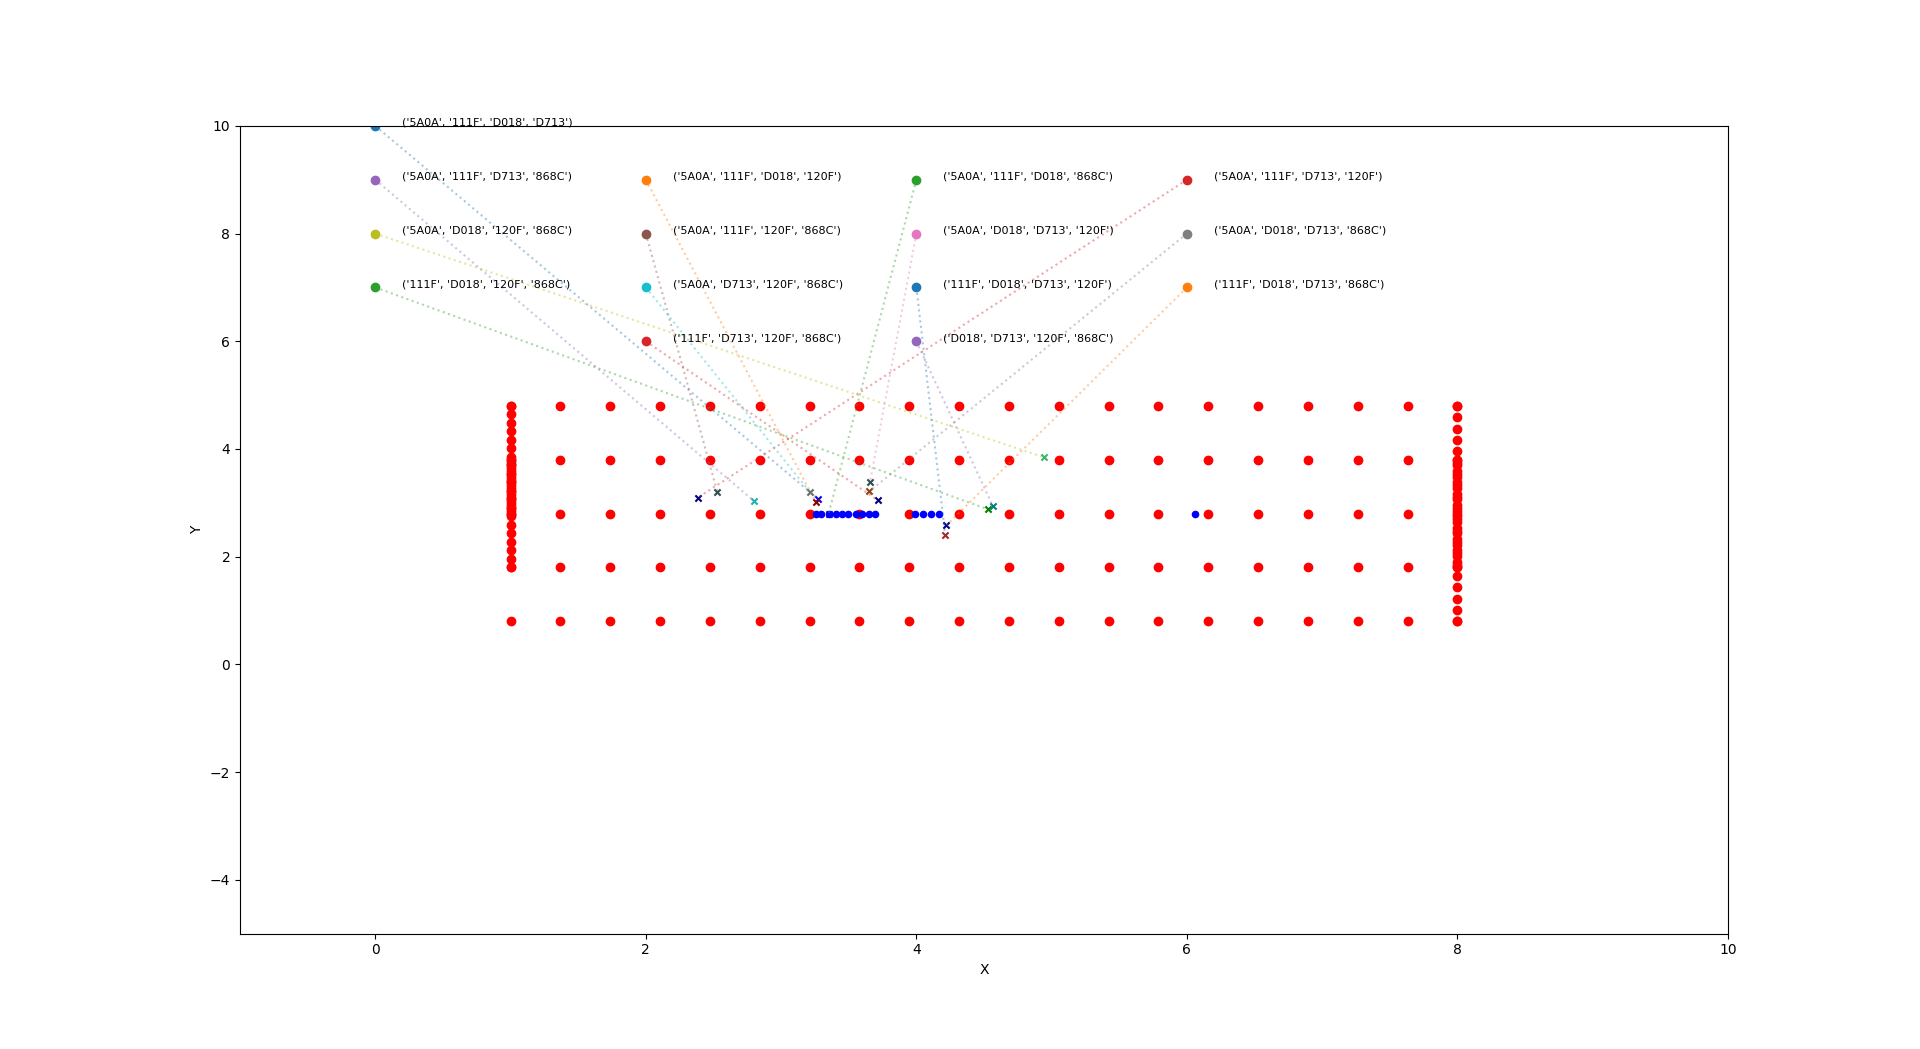 ('5A0A', '111F', 'D018', 'D713')
('5A0A', '111F', 'D713', '868C') ('5A0A', '111F', 'D018', '120F') ('5A0A', '111F', 'D018', '868C') ('5A0A', '111F', 'D713', '120F')
('5A0A', 'D018', '120F', '868C') ('5A0A', '111F', '120F', '868C') ('5A0A', 'D018', 'D713', '120F') ('5A0A', 'D018', 'D713', '868C')
('111F', 'D018', '120F', '868C') ('5A0A', 'D713', '120F', '868C') ('111F', 'D018', 'D713', '120F') ('111F', 'D018', 'D713', '868C')
('111F', 'D713', '120F', '868C') ('D018', 'D713', '120F', '868C')
10
8
6
4
2
0
−2
−4
Y
0 2 4 6 8 10
X